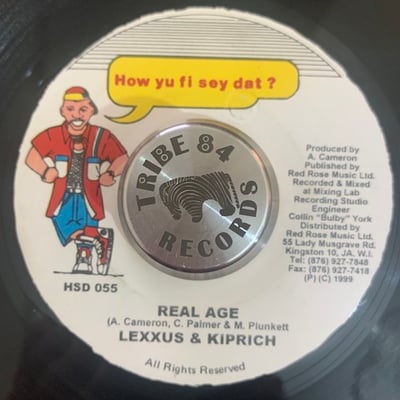 How yu fi sey dat ?
TRIBE 84
RECORDS
Produced by
A. Cameron
Published by
Red Rose Music Ltd.
Recorded & Mixed
at Mixing Lab
Recording Studio
Engineer
Collin "Bulby" York
Distributed by
Red Rose Music Ltd.
55 Lady Musgrave Rd.
Kingston 10, JA. W.I.
Tel: (876) 927-7848
Fax: (876) 927-7418
(P) (C) 1999
HSD 055
REAL AGE
(A. Cameron, C. Palmer & M. Plunkett
LEXXUS & KIPRICH
All Rights Reserved